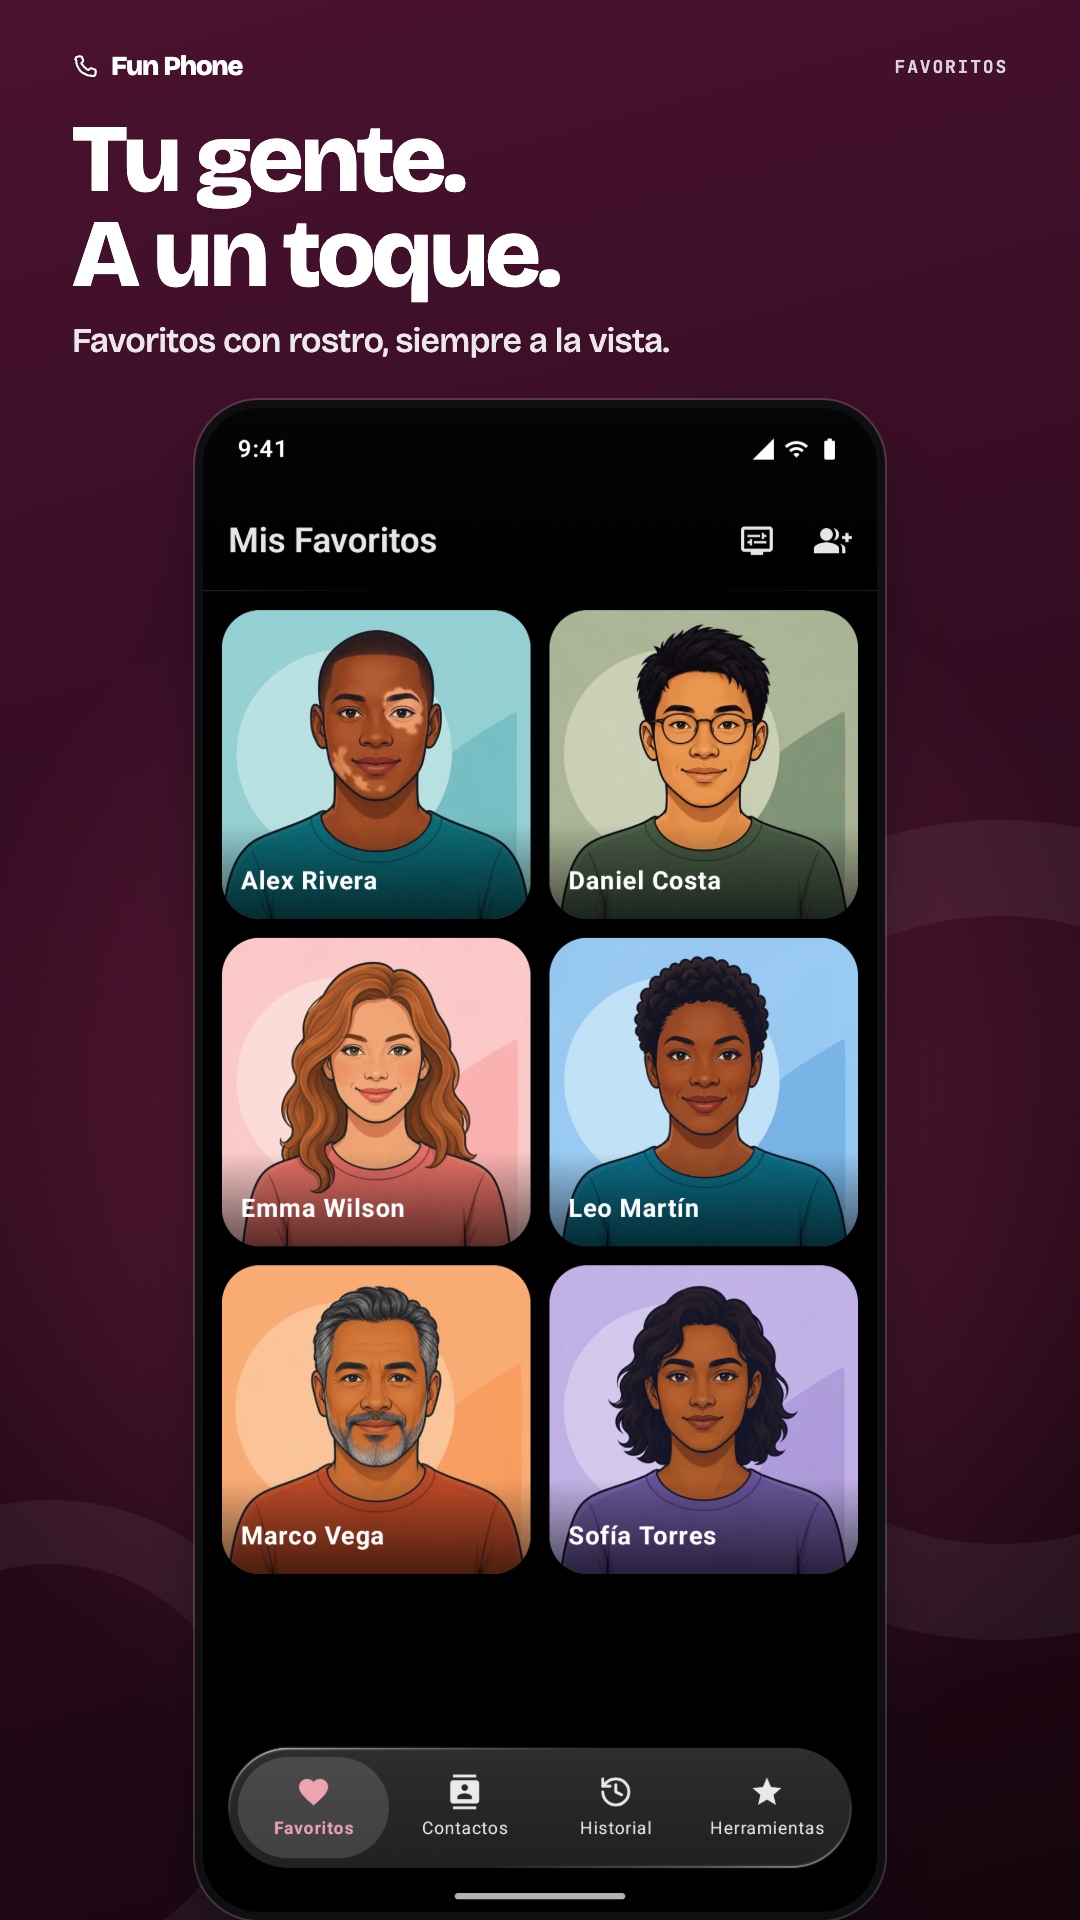 Fun Phone
FAVORITOS
Tu gente.
A un toque.
Favoritos con rostro, siempre a la vista.
9:41
Mis Favoritos
Alex Rivera
Daniel Costa
Emma Wilson
Leo Martín
Marco Vega
Sofía Torres
Favoritos
Contactos
Historial
Herramientas